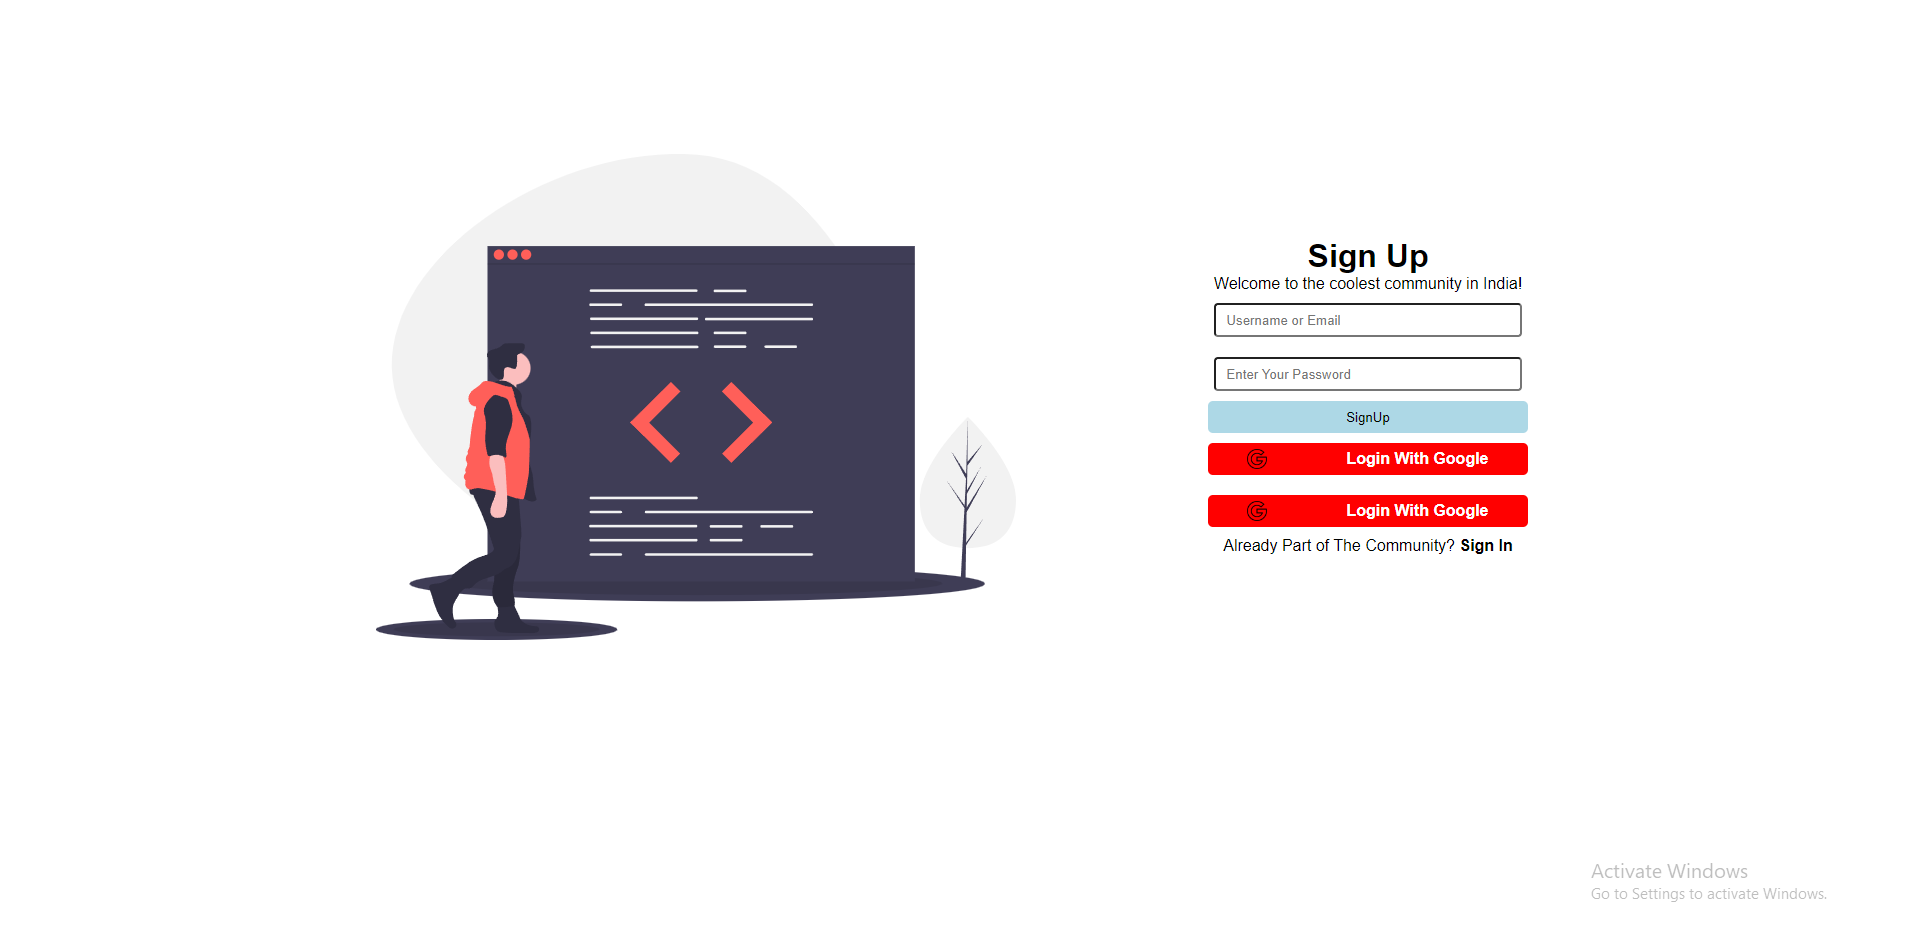 Sign Up
Welcome to the coolest community in India!
Username or Email
Enter Your Password
SignUp
Login With Google
Login With Google
Already Part of The Community? Sign In
Activate Windows
Go to Settings to activate Windows.